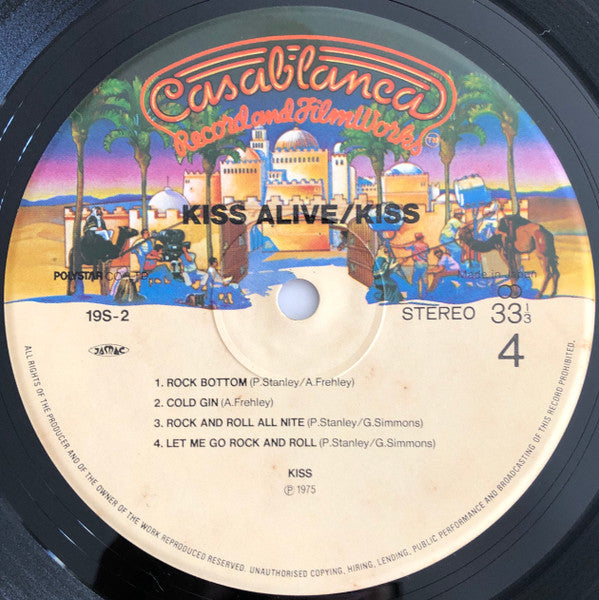 Casablanca
Record and FilmWorks
TM
KISS ALIVE/KISS
POLYSTAR CO., LTD.
Made in Japan
19S-2
STEREO 33 1/3
JASRAC
4
1. ROCK BOTTOM (P.Stanley/A.Frehley)
2. COLD GIN (A.Frehley)
3. ROCK AND ROLL ALL NITE (P.Stanley/G.Simmons)
4. LET ME GO ROCK AND ROLL (P.Stanley/G.Simmons)
KISS
Ⓟ 1975
ALL RIGHTS OF THE PRODUCER AND OF THE OWNER OF THE WORK REPRODUCED RESERVED. UNAUTHORISED COPYING, HIRING, LENDING, PUBLIC PERFORMANCE AND BROADCASTING OF THIS RECORD PROHIBITED.